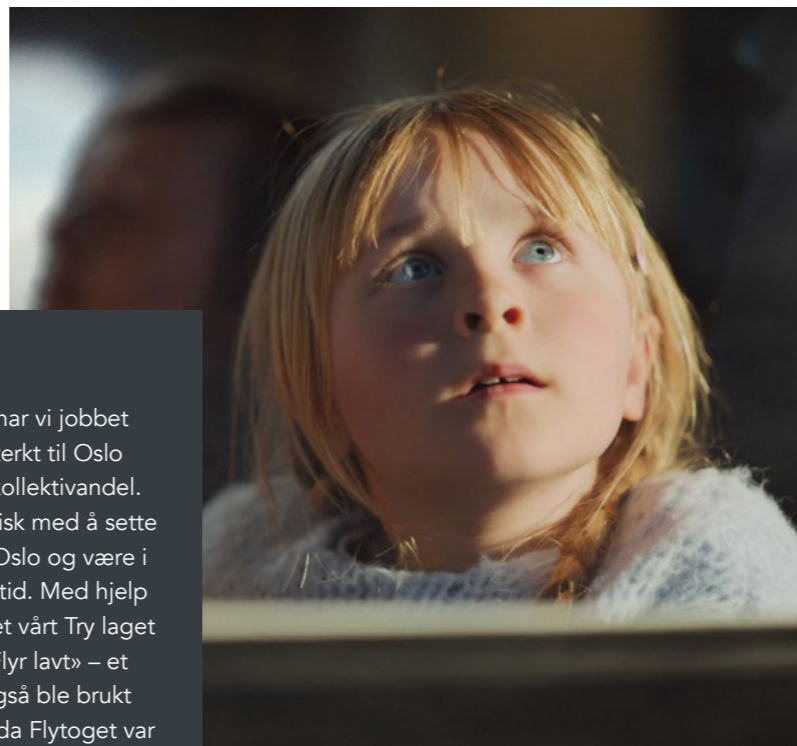 har vi jobbet
erkt til Oslo
kollektivandel.
isk med å sette
Oslo og være i
tid. Med hjelp
et vårt Try laget
Flyr lavt» – et
gså ble brukt
da Flytoget var